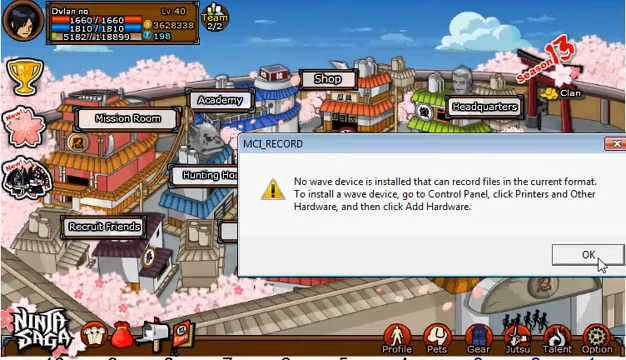 Dylan ng
Lv.40
1660 / 1660
1810 / 1810
5182 / 118899
3628338
198
Team
2/2
Season 13
Clan
Shop
Academy
Headquarters
Mission Room
New!
New!
Hunting Ho
Recruit Friends
MCI_RECORD
No wave device is installed that can record files in the current format.
To install a wave device, go to Control Panel, click Printers and Other
Hardware, and then click Add Hardware.
OK
NINJA
SAGA
Profile
Pets
Gear
Jutsu
Talent
Option